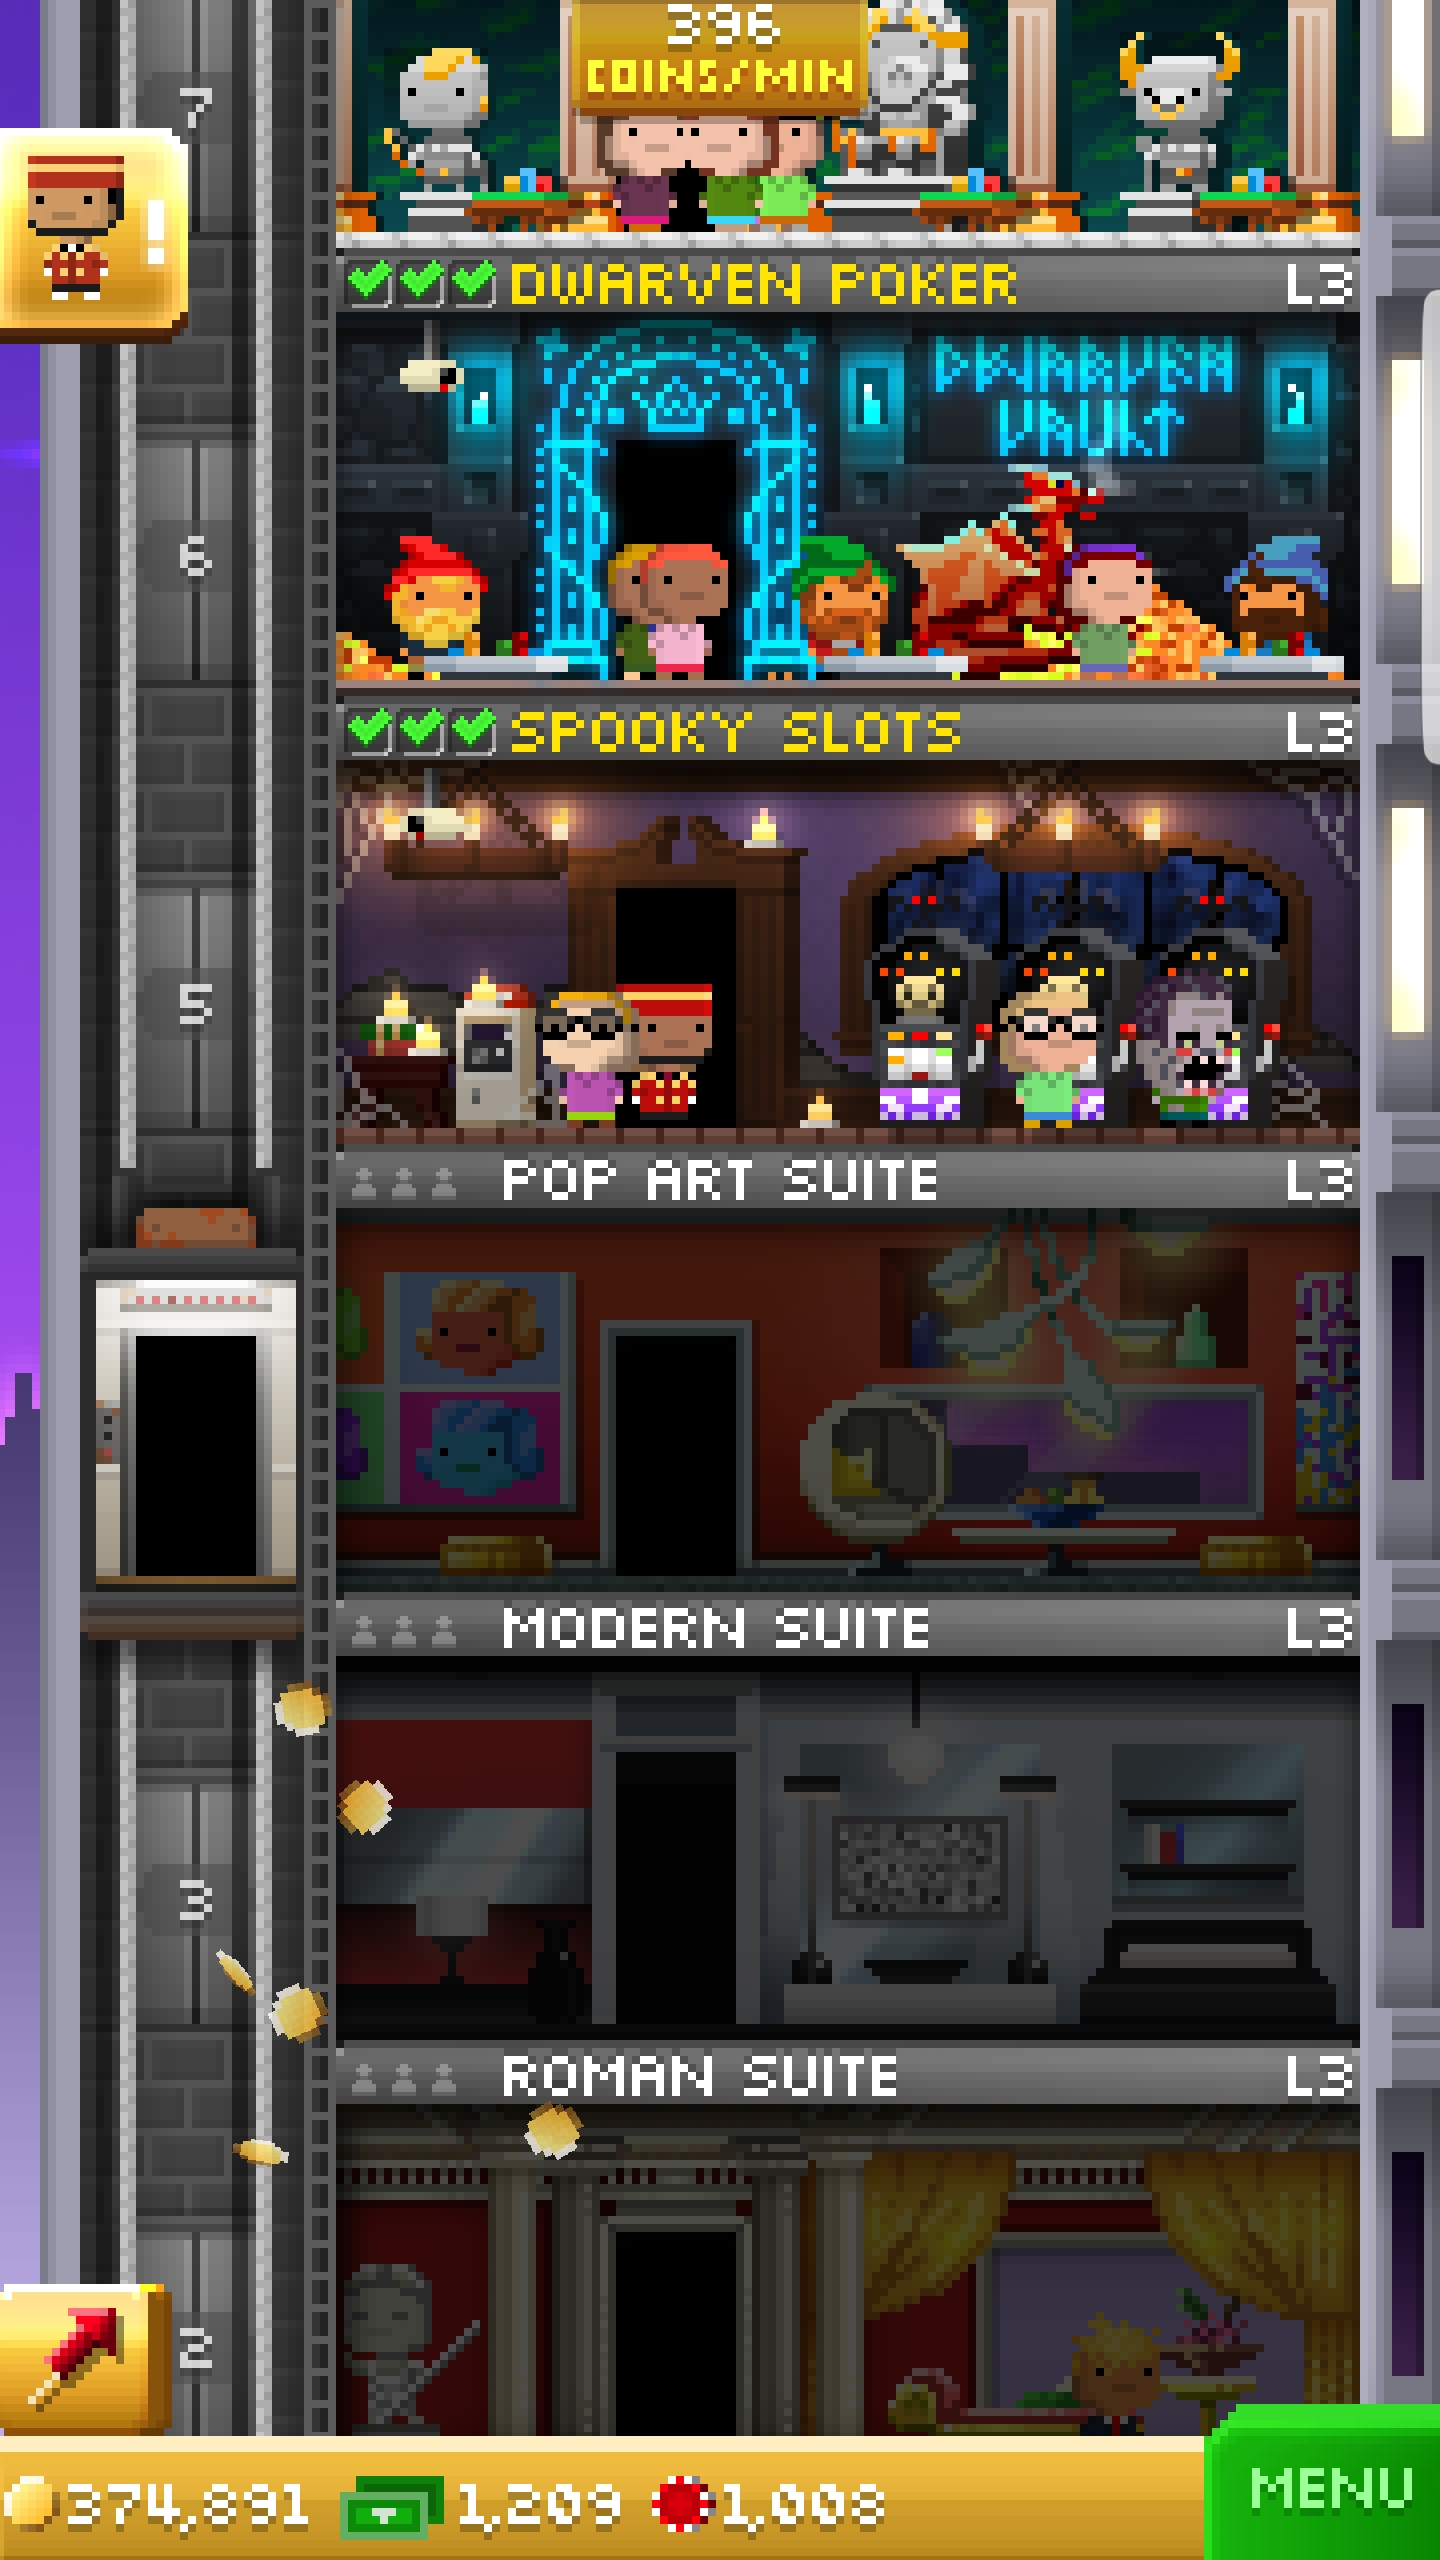 396
COINS/MIN
7
!
DWARVEN POKER L3
DWARVEN
VAULT
6
SPOOKY SLOTS L3
5
POP ART SUITE L3
MODERN SUITE L3
3
ROMAN SUITE L3
2
374,891 1,209 1,008
MENU